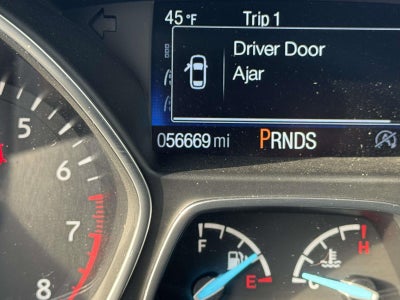 45°F Trip 1
Driver Door
Ajar
056669 mi PRNDS
5
6
7
8
F
E
H
C